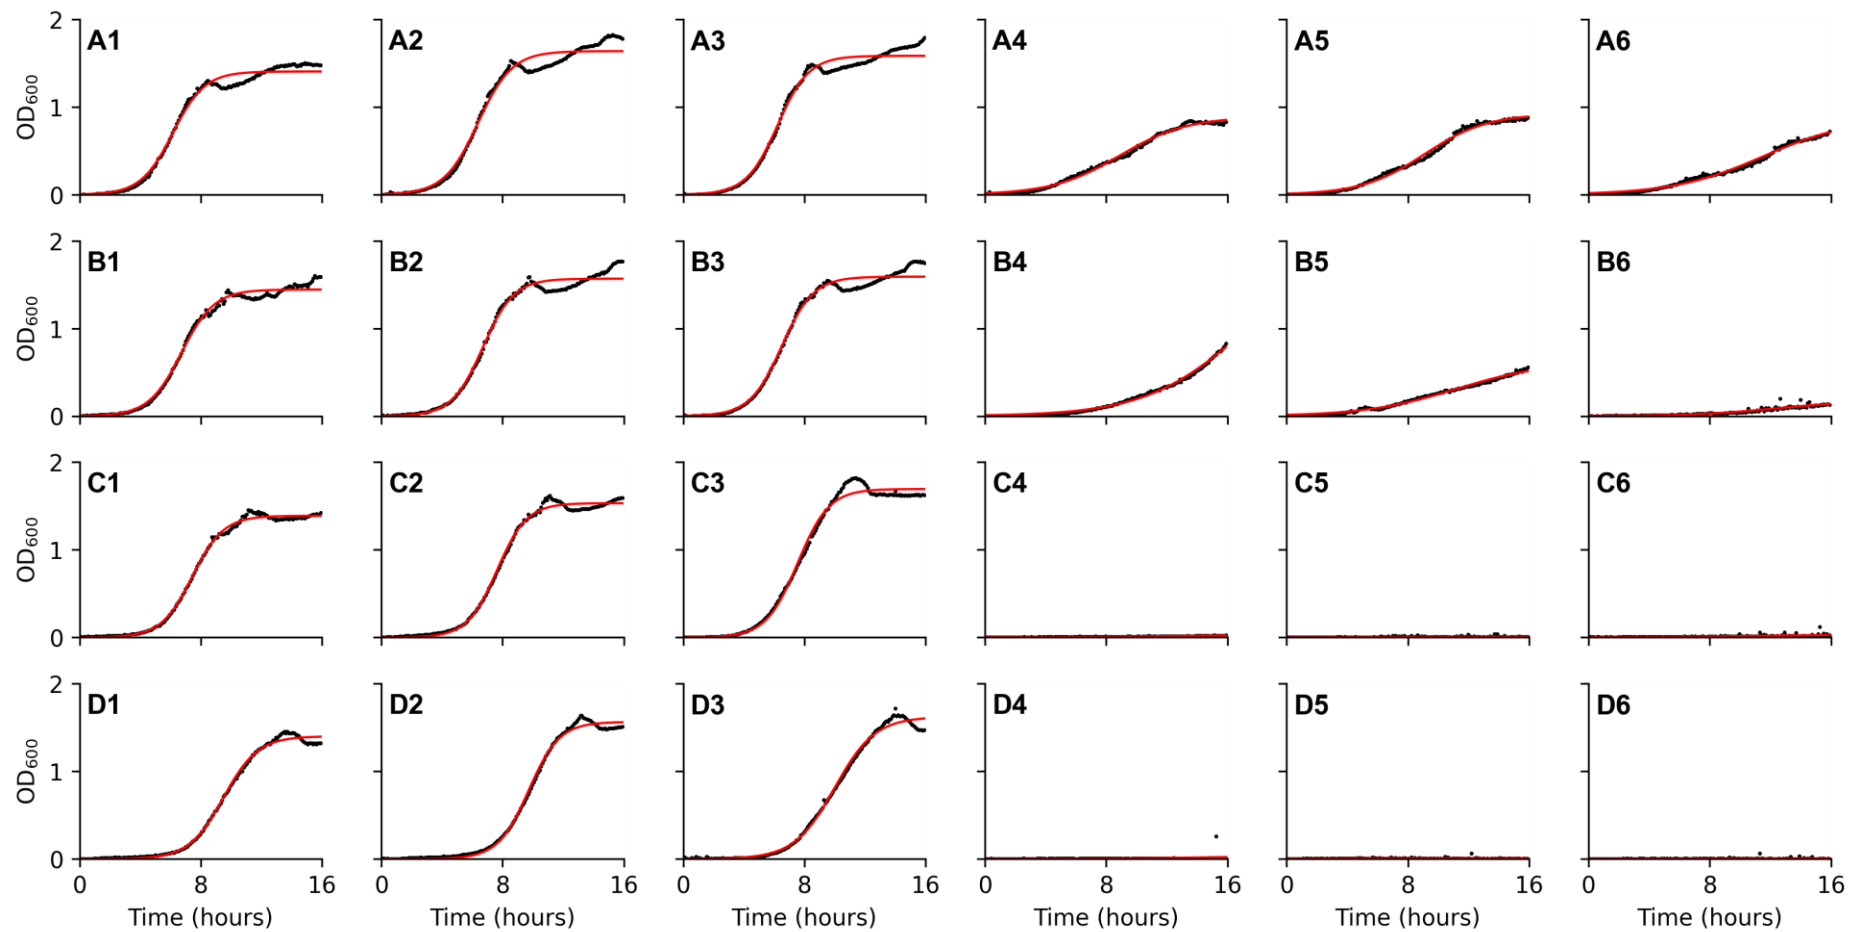 2 A1 A2 A3 A4 A5 A6
1
0
OD600
2 B1 B2 B3 B4 B5 B6
1
0
OD600
2 C1 C2 C3 C4 C5 C6
1
0
OD600
2 D1 D2 D3 D4 D5 D6
1
0
OD600
0 8 16 0 8 16 0 8 16 0 8 16 0 8 16 0 8 16
Time (hours) Time (hours) Time (hours) Time (hours) Time (hours) Time (hours)